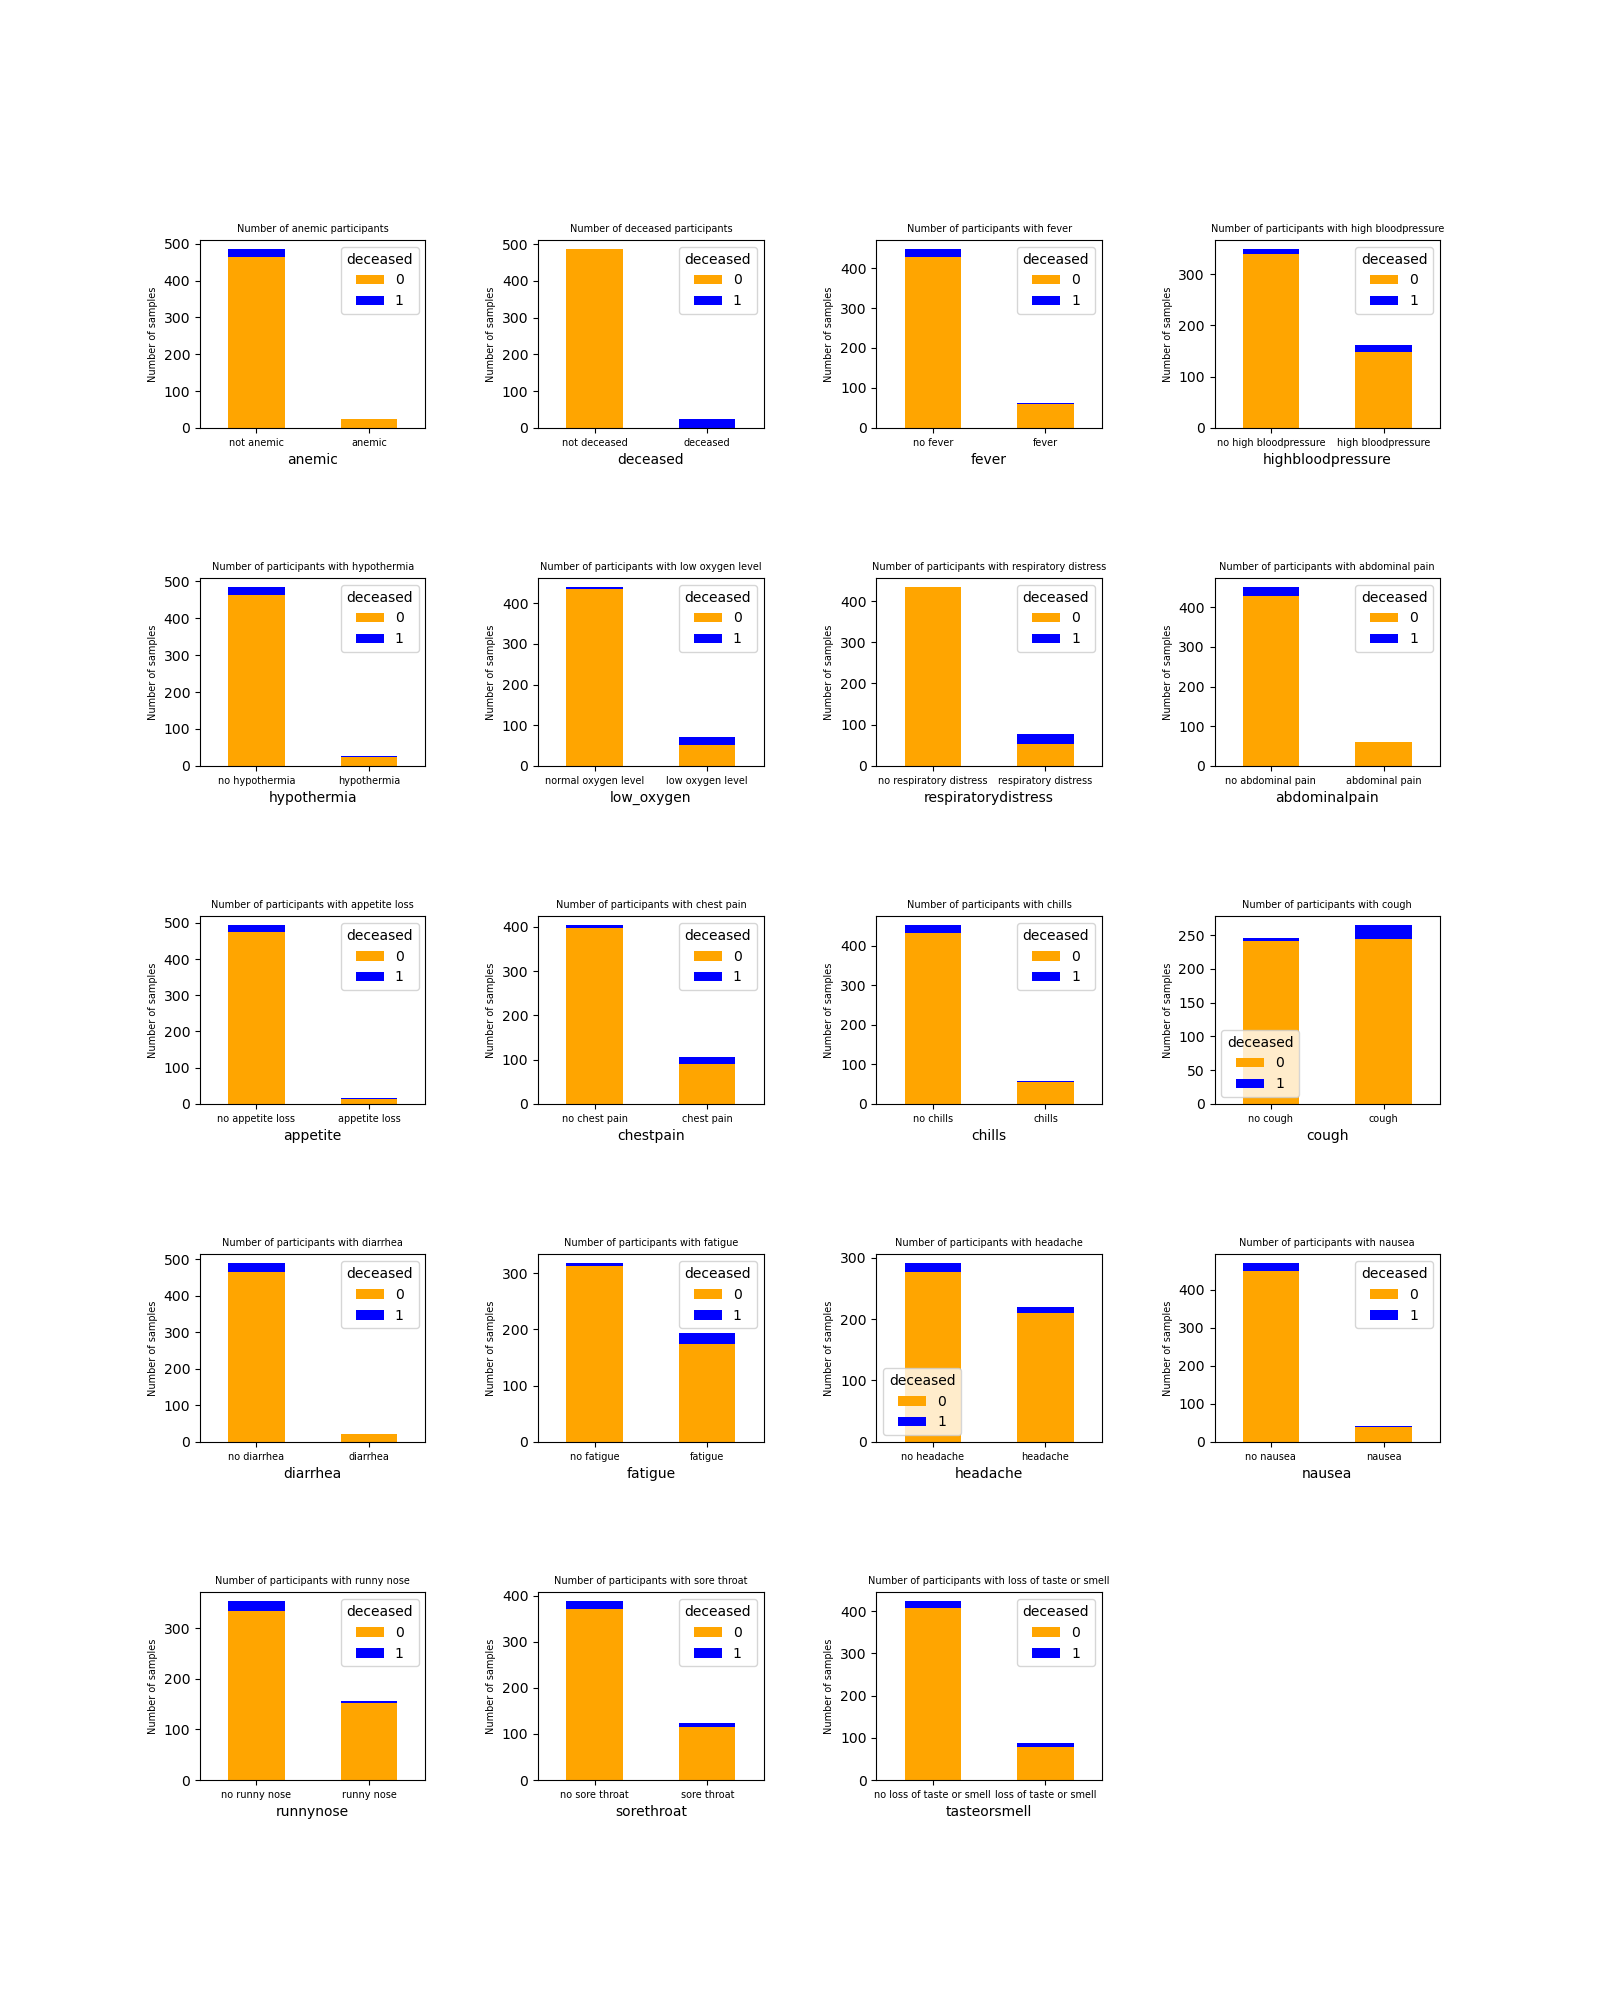 Number of anemic participants
500
400
300
200
100
0
Number of samples
deceased
0
1
not anemic
anemic
anemic
Number of deceased participants
500
400
300
200
100
0
Number of samples
deceased
0
1
not deceased
deceased
deceased
Number of participants with fever
400
300
200
100
0
Number of samples
deceased
0
1
no fever
fever
fever
Number of participants with high bloodpressure
300
200
100
0
Number of samples
deceased
0
1
no high bloodpressure
high bloodpressure
highbloodpressure
Number of participants with hypothermia
500
400
300
200
100
0
Number of samples
deceased
0
1
no hypothermia
hypothermia
hypothermia
Number of participants with low oxygen level
400
300
200
100
0
Number of samples
deceased
0
1
normal oxygen level
low oxygen level
low_oxygen
Number of participants with respiratory distress
400
300
200
100
0
Number of samples
deceased
0
1
no respiratory distress
respiratory distress
respiratorydistress
Number of participants with abdominal pain
400
300
200
100
0
Number of samples
deceased
0
1
no abdominal pain
abdominal pain
abdominalpain
Number of participants with appetite loss
500
400
300
200
100
0
Number of samples
deceased
0
1
no appetite loss
appetite loss
appetite
Number of participants with chest pain
400
300
200
100
0
Number of samples
deceased
0
1
no chest pain
chest pain
chestpain
Number of participants with chills
400
300
200
100
0
Number of samples
deceased
0
1
no chills
chills
chills
Number of participants with cough
250
200
150
100
50
0
Number of samples
deceased
0
1
no cough
cough
cough
Number of participants with diarrhea
500
400
300
200
100
0
Number of samples
deceased
0
1
no diarrhea
diarrhea
diarrhea
Number of participants with fatigue
300
200
100
0
Number of samples
deceased
0
1
no fatigue
fatigue
fatigue
Number of participants with headache
300
200
100
0
Number of samples
deceased
0
1
no headache
headache
headache
Number of participants with nausea
400
300
200
100
0
Number of samples
deceased
0
1
no nausea
nausea
nausea
Number of participants with runny nose
300
200
100
0
Number of samples
deceased
0
1
no runny nose
runny nose
runnynose
Number of participants with sore throat
400
300
200
100
0
Number of samples
deceased
0
1
no sore throat
sore throat
sorethroat
Number of participants with loss of taste or smell
400
300
200
100
0
Number of samples
deceased
0
1
no loss of taste or smell
loss of taste or smell
tasteorsmell